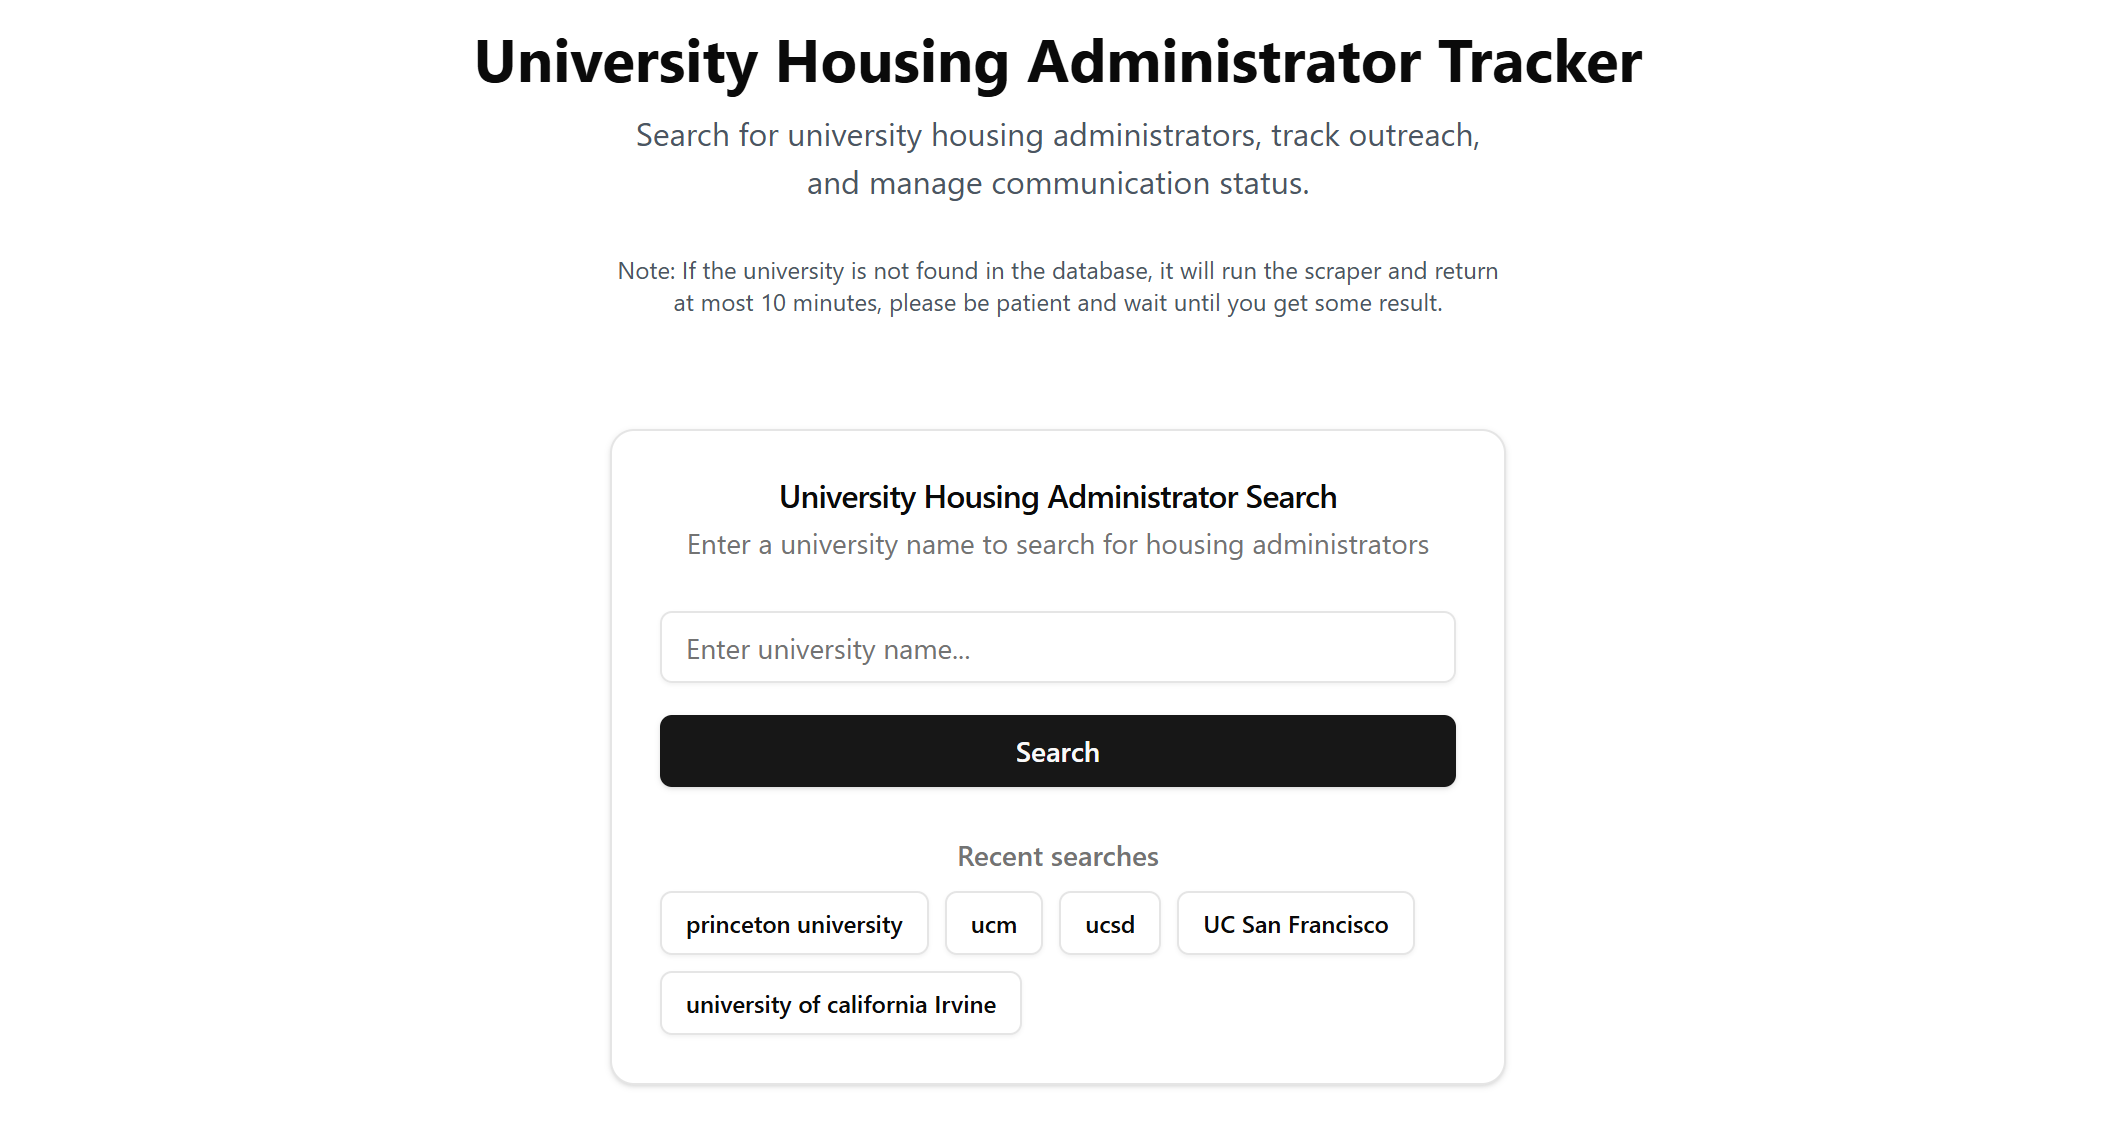 University Housing Administrator Tracker
Search for university housing administrators, track outreach,
and manage communication status.
Note: If the university is not found in the database, it will run the scraper and return
at most 10 minutes, please be patient and wait until you get some result.
University Housing Administrator Search
Enter a university name to search for housing administrators
Enter university name...
Search
Recent searches
princeton university
ucm
ucsd
UC San Francisco
university of california Irvine